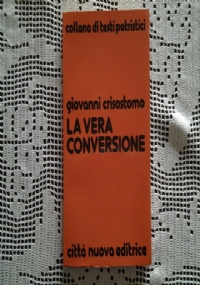 collana di testi patristici
giovanni crisostomo
LA VERA
CONVERSIONE
città nuova editrice